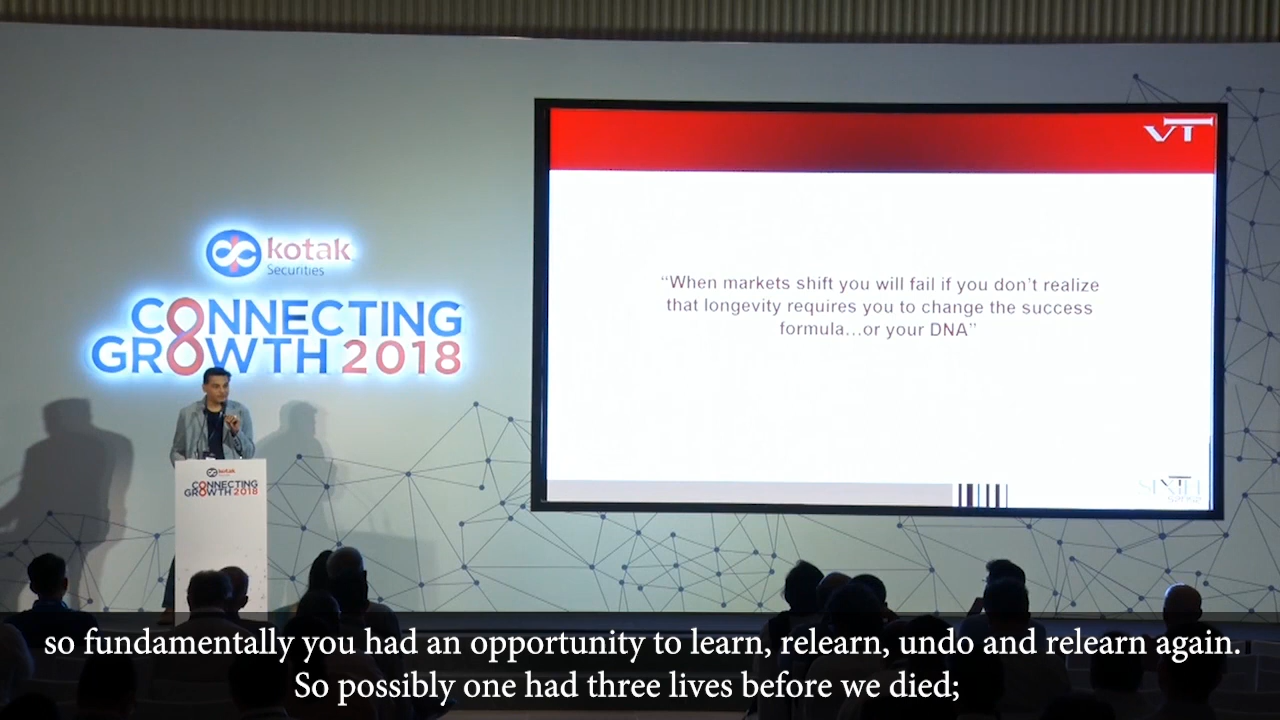 kotak
Securities
CONNECTING
GROWTH 2018
kotak
CONNECTING
GROWTH 2018
VT
“When markets shift you will fail if you don’t realize
that longevity requires you to change the success
formula…or your DNA”
SIXTH
sense
so fundamentally you had an opportunity to learn, relearn, undo and relearn again.
So possibly one had three lives before we died;